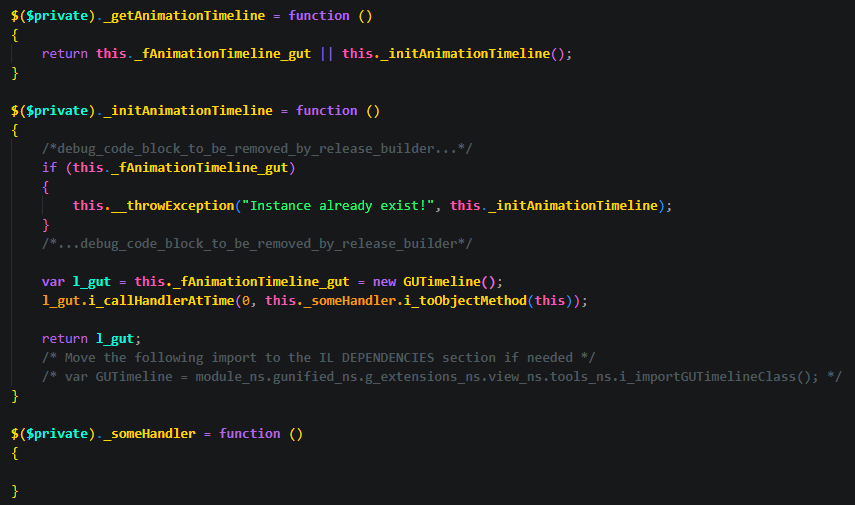 $($private)._getAnimationTimeline = function ()
{
return this._fAnimationTimeline_gut || this._initAnimationTimeline();
}
$($private)._initAnimationTimeline = function ()
{
/*debug_code_block_to_be_removed_by_release_builder...*/
if (this._fAnimationTimeline_gut)
{
this.__throwException("Instance already exist!", this._initAnimationTimeline);
}
/*...debug_code_block_to_be_removed_by_release_builder*/
var l_gut = this._fAnimationTimeline_gut = new GUTimeline();
l_gut.i_callHandlerAtTime(0, this._someHandler.i_toObjectMethod(this));
return l_gut;
/* Move the following import to the IL DEPENDENCIES section if needed */
/* var GUTimeline = module_ns.gunified_ns.g_extensions_ns.view_ns.tools_ns.i_importGUTimelineClass(); */
}
$($private)._someHandler = function ()
{
}